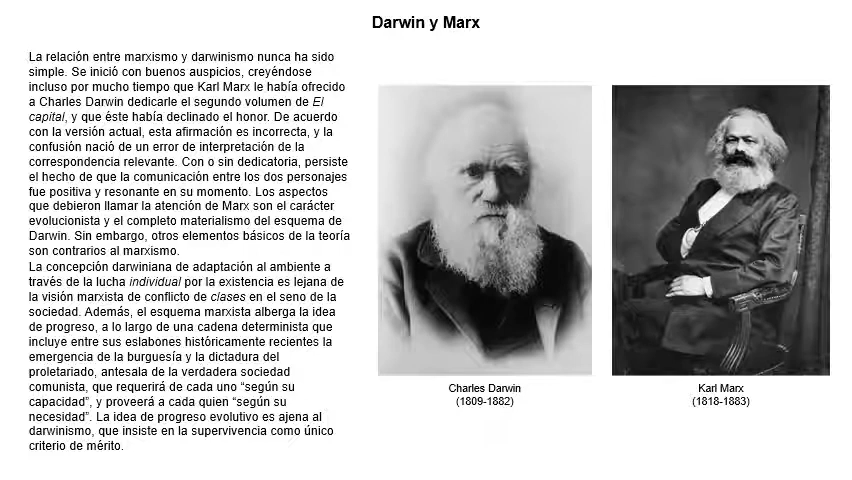 Darwin y Marx
La relación entre marxismo y darwinismo nunca ha sido
simple. Se inició con buenos auspicios, creyéndose
incluso por mucho tiempo que Karl Marx le había ofrecido
a Charles Darwin dedicarle el segundo volumen de El
capital, y que éste había declinado el honor. De acuerdo
con la versión actual, esta afirmación es incorrecta, y la
confusión nació de un error de interpretación de la
correspondencia relevante. Con o sin dedicatoria, persiste
el hecho de que la comunicación entre los dos personajes
fue positiva y resonante en su momento. Los aspectos
que debieron llamar la atención de Marx son el carácter
evolucionista y el completo materialismo del esquema de
Darwin. Sin embargo, otros elementos básicos de la teoría
son contrarios al marxismo.
La concepción darwiniana de adaptación al ambiente a
través de la lucha individual por la existencia es lejana de
la visión marxista de conflicto de clases en el seno de la
sociedad. Además, el esquema marxista alberga la idea
de progreso, a lo largo de una cadena determinista que
incluye entre sus eslabones históricamente recientes la
emergencia de la burguesía y la dictadura del
proletariado, antesala de la verdadera sociedad
comunista, que requerirá de cada uno “según su
capacidad”, y proveerá a cada quien “según su
necesidad”. La idea de progreso evolutivo es ajena al
darwinismo, que insiste en la supervivencia como único
criterio de mérito.
Charles Darwin
(1809-1882)
Karl Marx
(1818-1883)